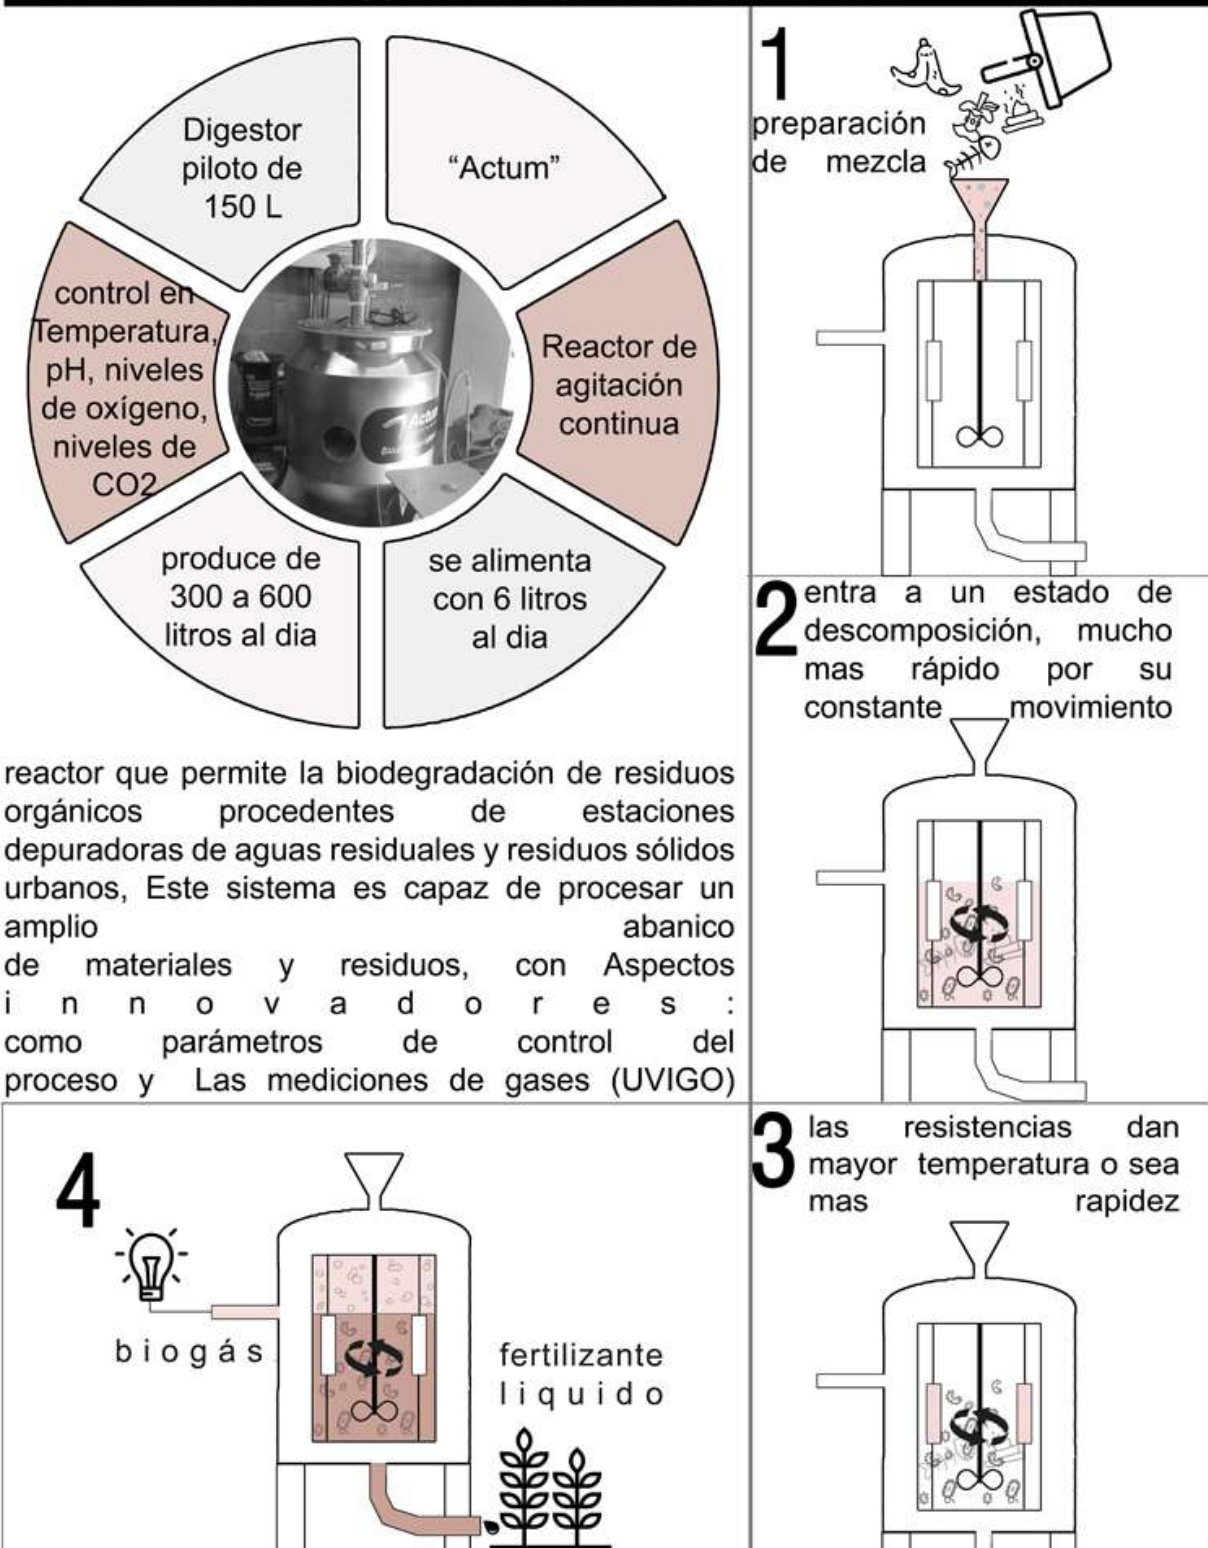 Digestor
piloto de
150 L
“Actum”
control en
Temperatura,
pH, niveles
de oxígeno,
niveles de
CO2
Reactor de
agitación
continua
produce de
300 a 600
litros al dia
se alimenta
con 6 litros
al dia
reactor que permite la biodegradación de residuos
orgánicos procedentes de estaciones
depuradoras de aguas residuales y residuos sólidos
urbanos, Este sistema es capaz de procesar un
amplio abanico
de materiales y residuos, con Aspectos
innovadores:
como parámetros de control del
proceso y Las mediciones de gases (UVIGO)
1
preparación
de mezcla
2
entra a un estado de
descomposición, mucho
mas rápido por su
constante movimiento
3
las resistencias dan
mayor temperatura o sea
mas rapidez
4
biogás
fertilizante
liquido